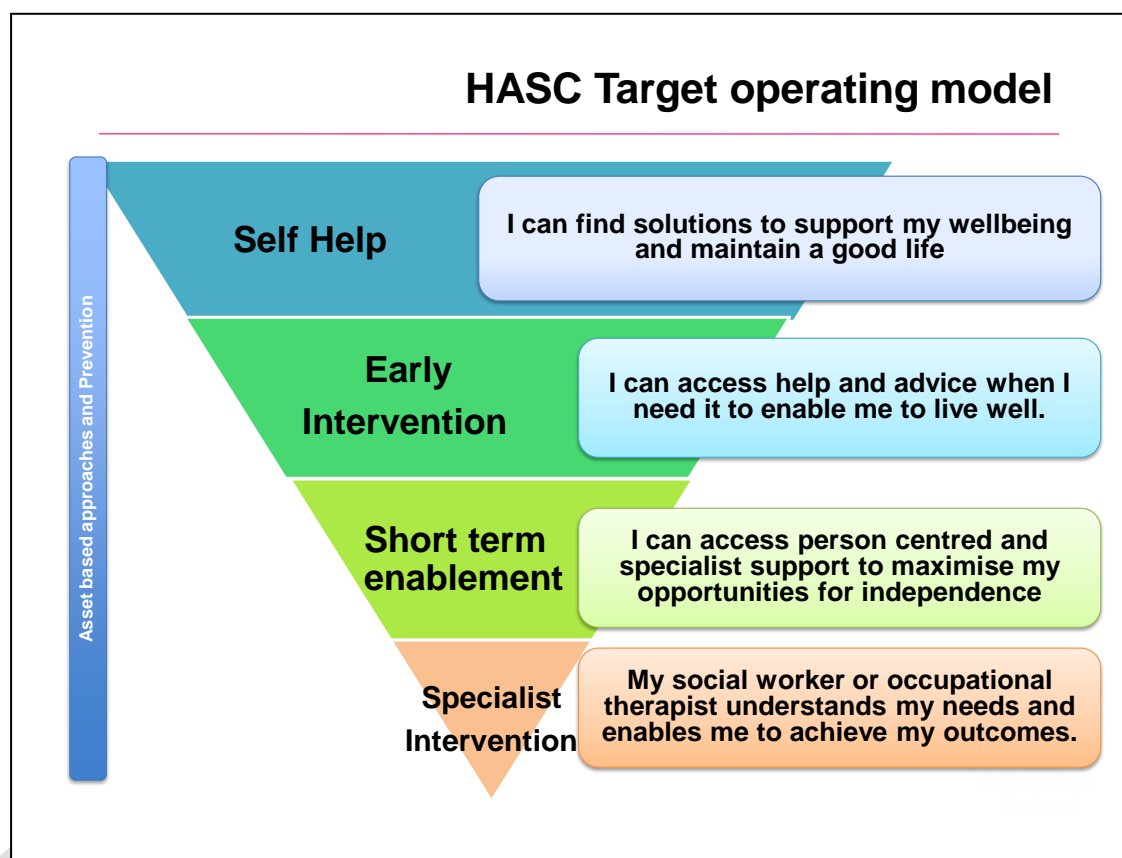 HASC Target operating model
Asset based approaches and Prevention
Self Help
I can find solutions to support my wellbeing
and maintain a good life
Early
Intervention
I can access help and advice when I
need it to enable me to live well.
Short term
enablement
I can access person centred and
specialist support to maximise my
opportunities for independence
Specialist
Intervention
My social worker or occupational
therapist understands my needs and
enables me to achieve my outcomes.